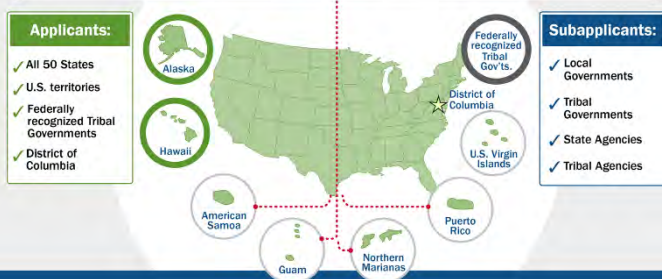 Applicants:
✓ All 50 States
✓ U.S. territories
✓ Federally
recognized Tribal
Governments
✓ District of
Columbia
Alaska
Hawaii
American
Samoa
Guam
Northern
Marianas
Puerto
Rico
U.S. Virgin
Islands
District of
Columbia
Federally
recognized
Tribal
Gov'ts.
Subapplicants:
✓ Local
Governments
✓ Tribal
Governments
✓ State Agencies
✓ Tribal Agencies